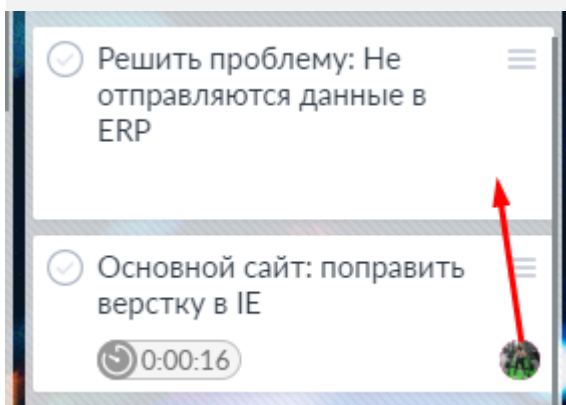 Решить проблему: Не
отправляются данные в
ERP
Основной сайт: поправить
верстку в IE
0:00:16